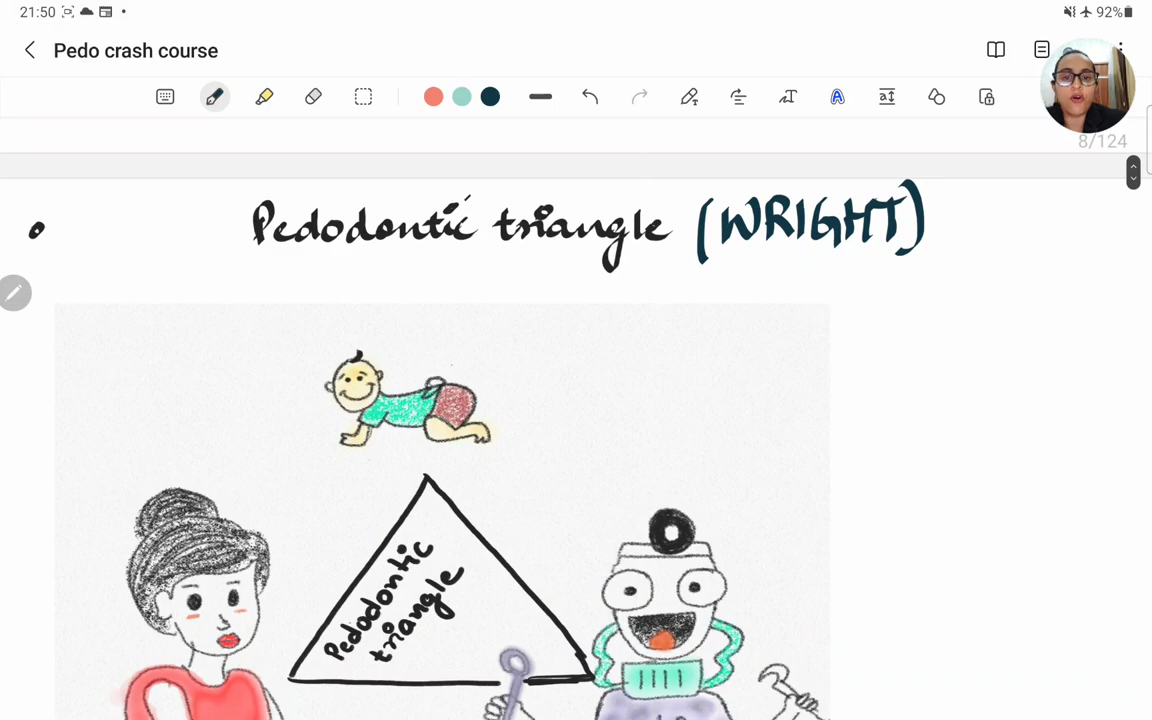 21:50 92%
Pedo crash course
8/124
Pedodontic triangle (WRIGHT)
Pedodontic
triangle